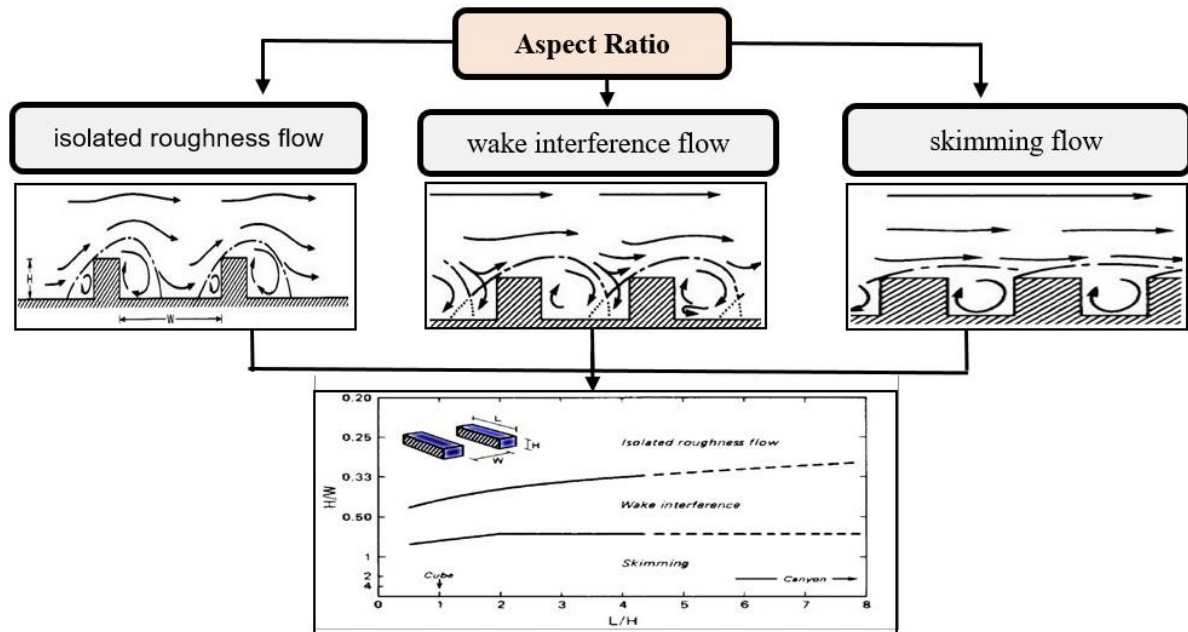 Aspect Ratio
isolated roughness flow
wake interference flow
skimming flow
H
W
0.20
0.25
0.33
0.50
1
2
4
H/W
L
H
W
Isolated roughness flow
Wake interference
Skimming
Cube
Canyon
0 1 2 3 4 5 6 7 8
L/H